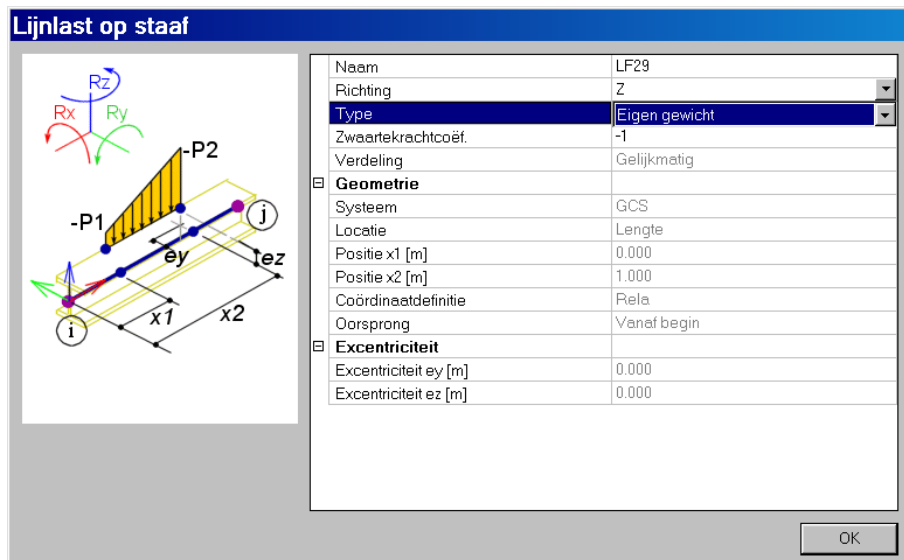 Lijnlast op staaf
Rz
Rx Ry
-P2
-P1
j
ey
ez
x1
x2
i
Naam LF29
Richting Z
Type Eigen gewicht
Zwaartekrachtcoëf. -1
Verdeling Gelijkmatig
Geometrie
Systeem GCS
Locatie Lengte
Positie x1 [m] 0.000
Positie x2 [m] 1.000
Coördinaatdefinitie Rela
Oorsprong Vanaf begin
Excentriciteit
Excentriciteit ey [m] 0.000
Excentriciteit ez [m] 0.000
OK